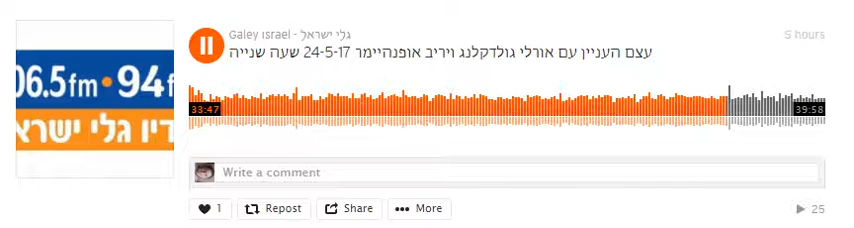 06.5fm•94f
דיו גלי ישרא
Galey israel - גלי ישראל
5 hours
עצם העניין עם אורלי גולדקלנג ויריב אופנהיימר 24-5-17 שעה שנייה
33:47
39:58
Write a comment
1
Repost
Share
More
25